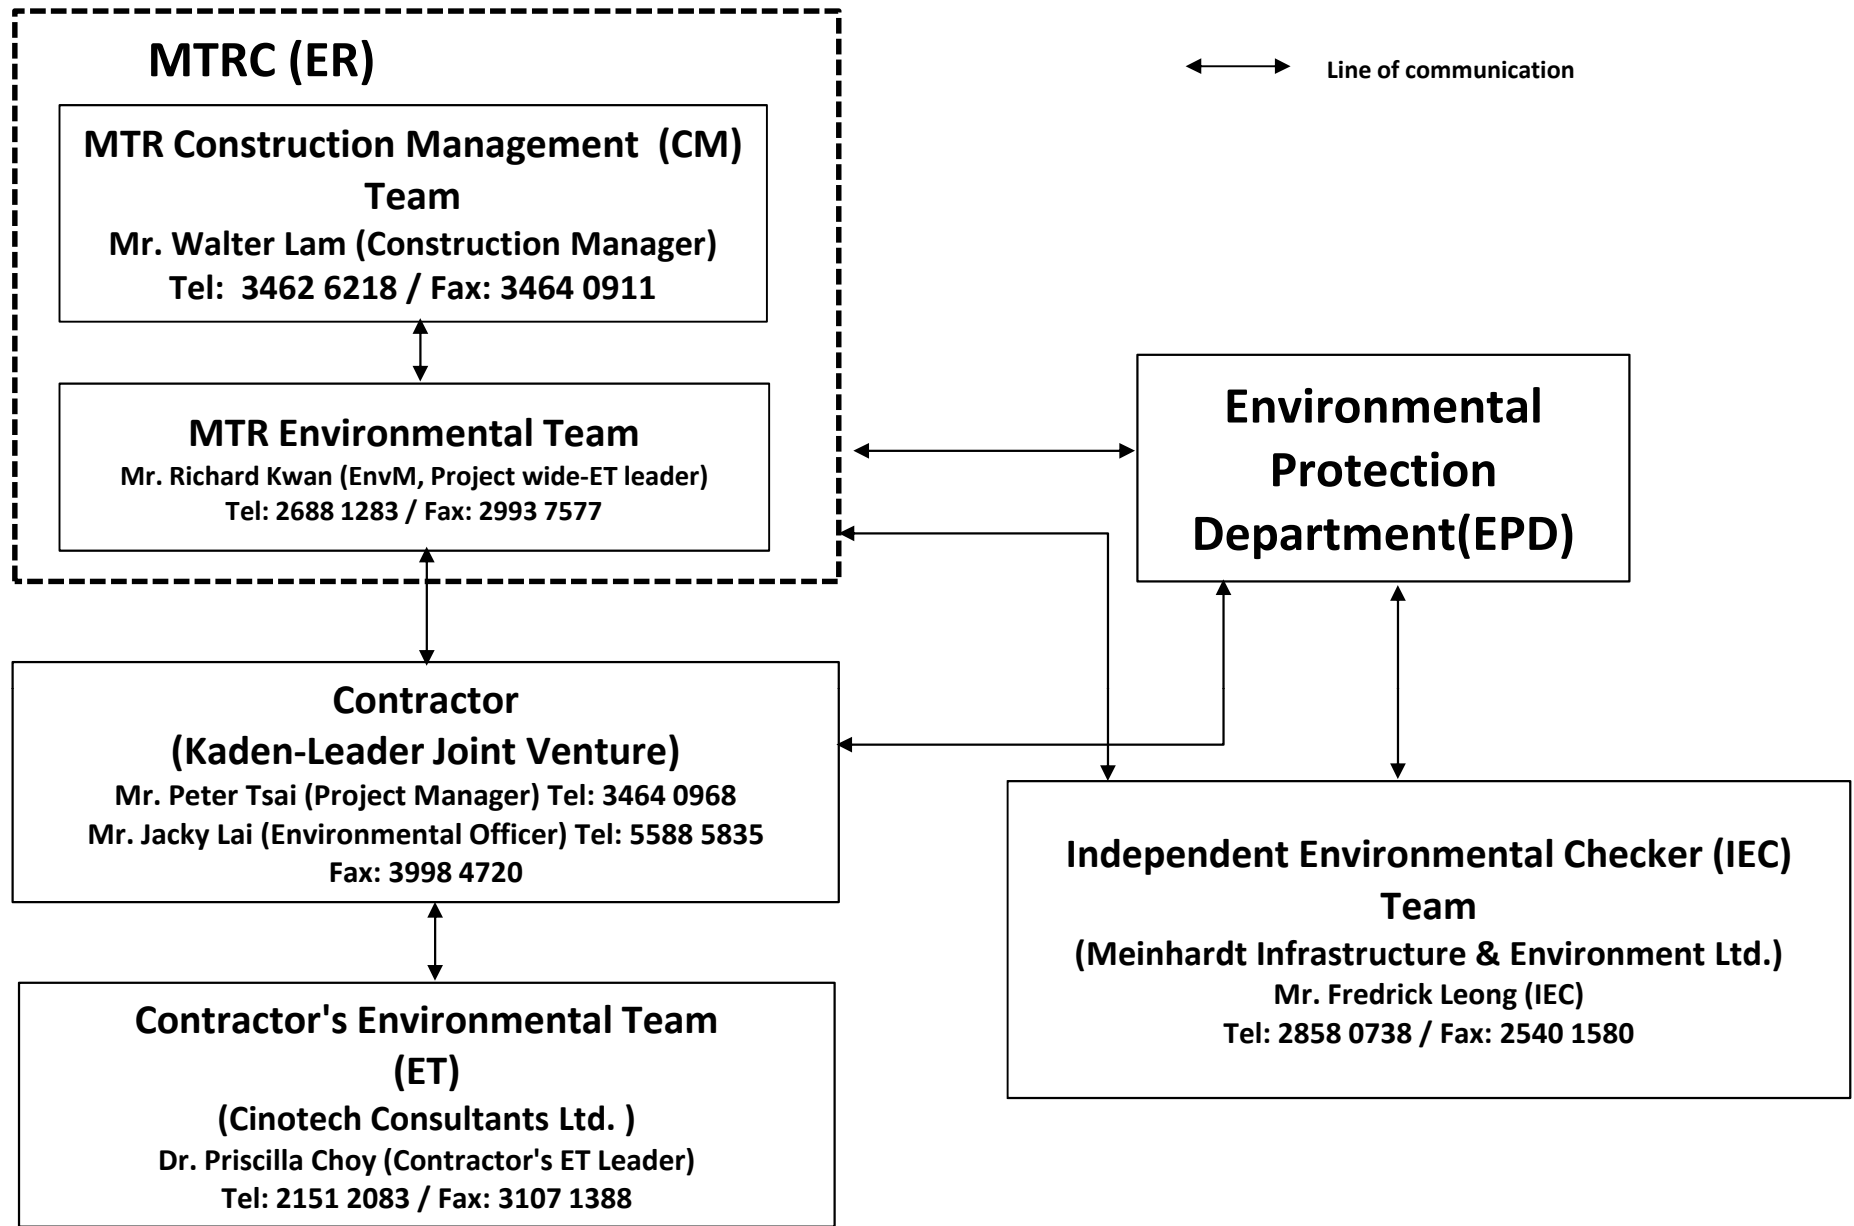 MTRC (ER)
Line of communication
MTR Construction Management (CM)
Team
Mr. Walter Lam (Construction Manager)
Tel: 3462 6218 / Fax: 3464 0911
MTR Environmental Team
Mr. Richard Kwan (EnvM, Project wide-ET leader)
Tel: 2688 1283 / Fax: 2993 7577
Environmental
Protection
Department(EPD)
Contractor
(Kaden-Leader Joint Venture)
Mr. Peter Tsai (Project Manager) Tel: 3464 0968
Mr. Jacky Lai (Environmental Officer) Tel: 5588 5835
Fax: 3998 4720
Independent Environmental Checker (IEC)
Team
(Meinhardt Infrastructure & Environment Ltd.)
Mr. Fredrick Leong (IEC)
Tel: 2858 0738 / Fax: 2540 1580
Contractor's Environmental Team
(ET)
(Cinotech Consultants Ltd. )
Dr. Priscilla Choy (Contractor's ET Leader)
Tel: 2151 2083 / Fax: 3107 1388